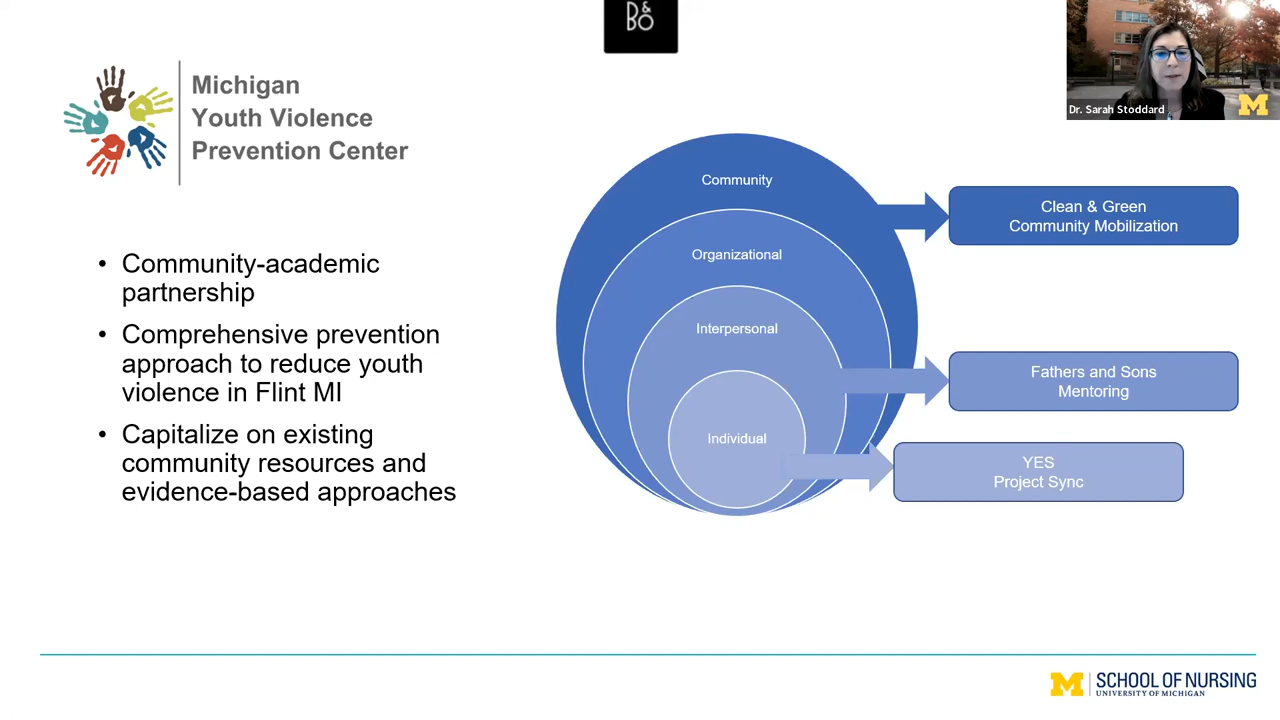 D&
BO
Dr. Sarah Stoddard
M
Michigan
Youth Violence
Prevention Center
• Community-academic
partnership
• Comprehensive prevention
approach to reduce youth
violence in Flint MI
• Capitalize on existing
community resources and
evidence-based approaches
Community
Organizational
Interpersonal
Individual
Clean & Green
Community Mobilization
Fathers and Sons
Mentoring
YES
Project Sync
M SCHOOL OF NURSING
UNIVERSITY OF MICHIGAN